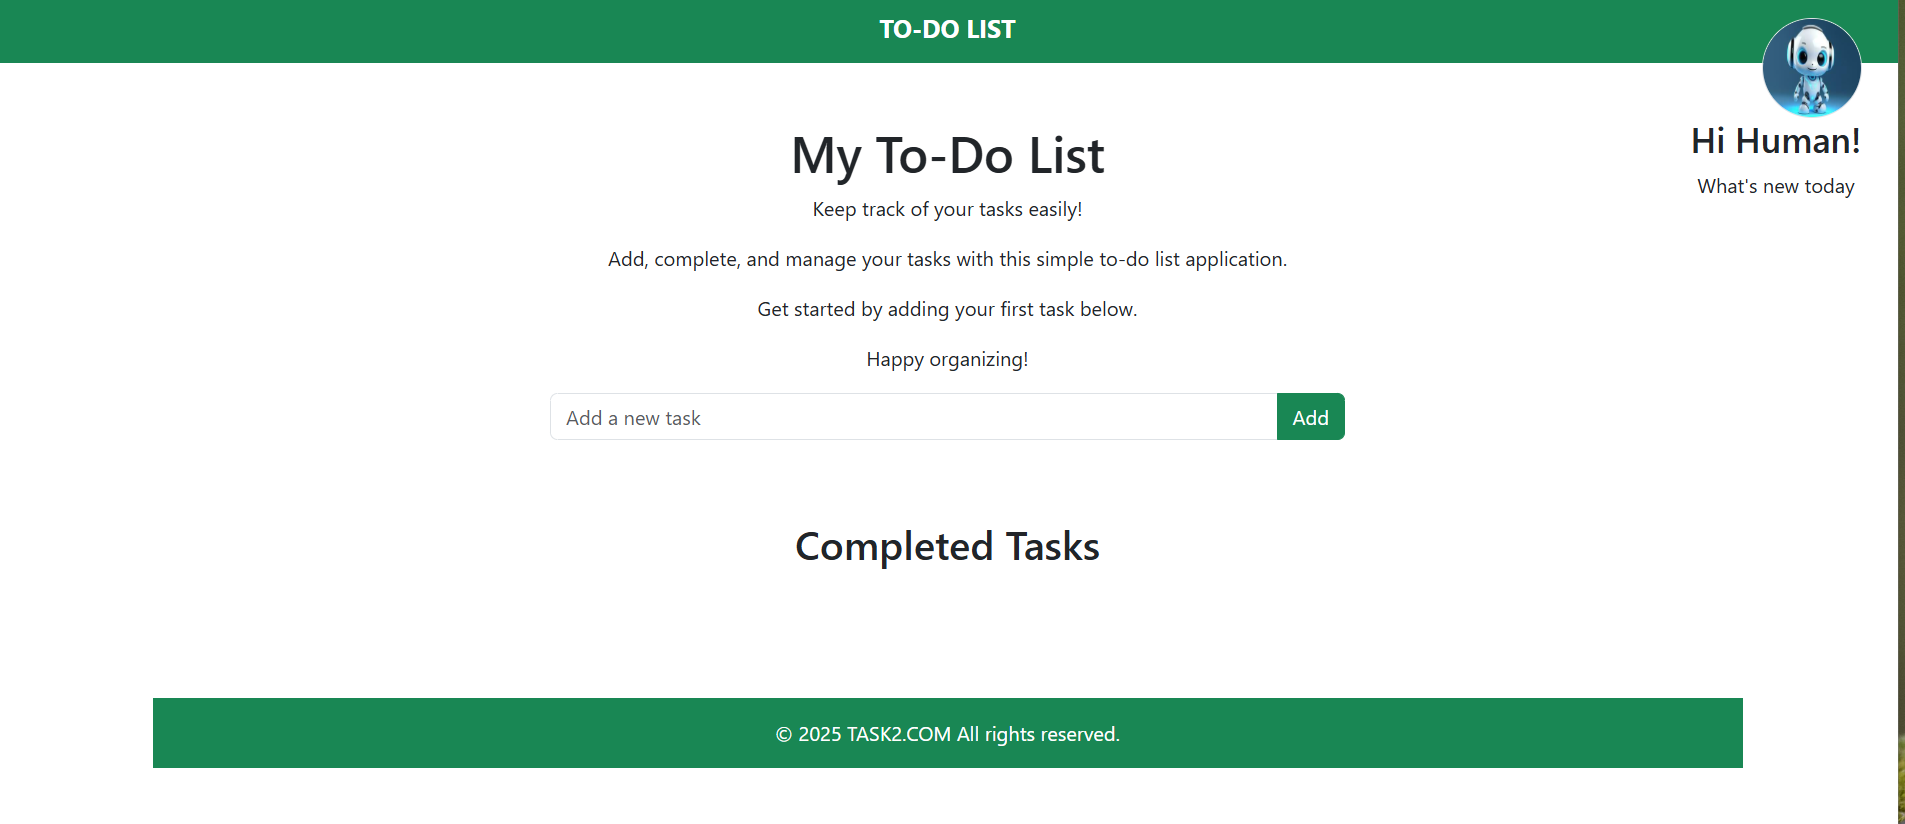 TO-DO LIST
Hi Human!
What's new today
My To-Do List
Keep track of your tasks easily!
Add, complete, and manage your tasks with this simple to-do list application.
Get started by adding your first task below.
Happy organizing!
Add a new task
Add
Completed Tasks
© 2025 TASK2.COM All rights reserved.